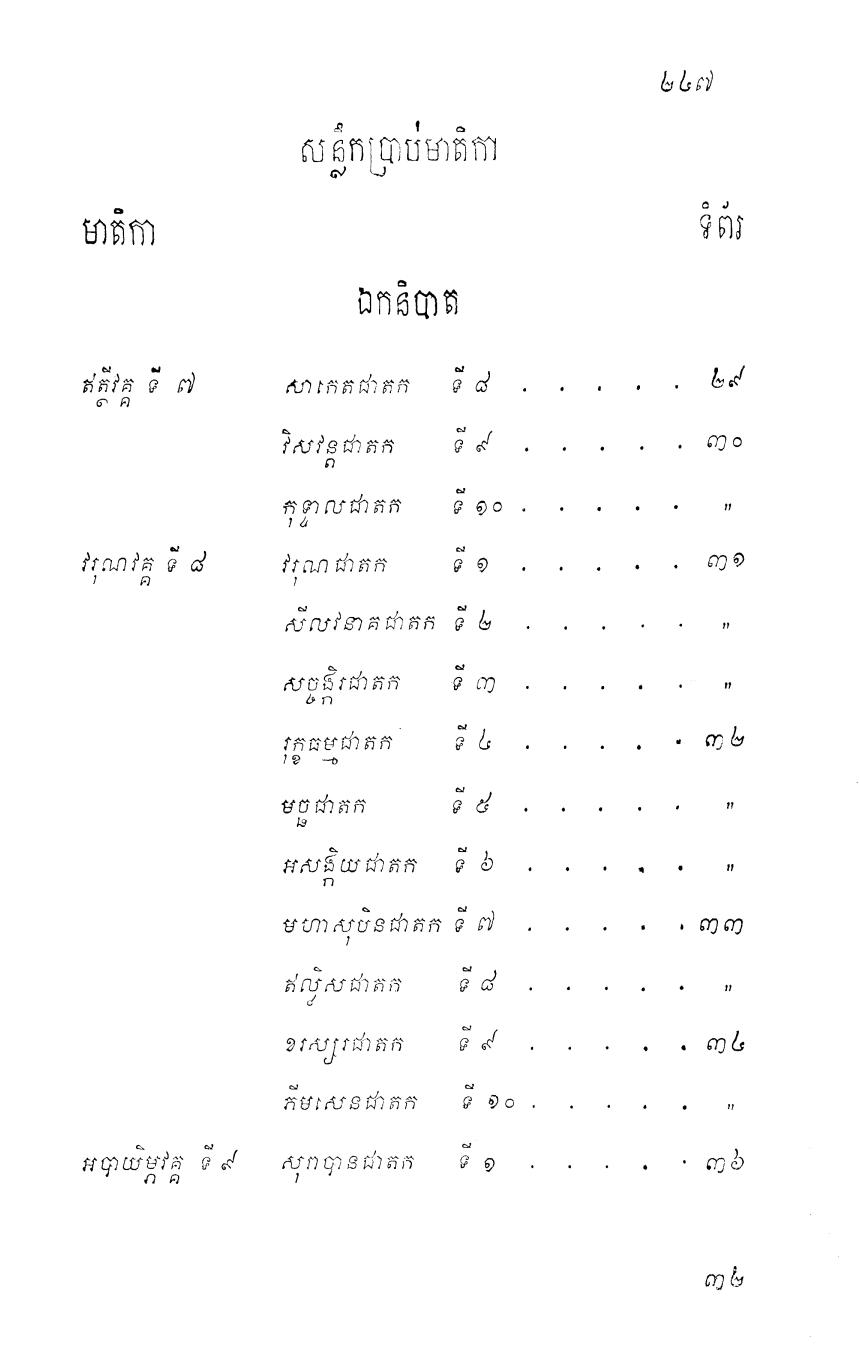 ២៤៧
សន្លឹកប្រាប់មាតិកា
មាតិកា ទំព័រ
ឯកនិបាត
ឥត្ថីវគ្គ ទី ៧ សាកេតជាតក ទី ៨ . . . . . ២៩
វិសវន្តជាតក ទី ៩ . . . . . ៣០
កុទ្ទាលជាតក ទី ១០ . . . . . "
វរុណវគ្គ ទី ៨ វរុណជាតក ទី ១ . . . . . ៣១
សីលវនាគជាតក ទី ២ . . . . . "
សច្ចង្កិរជាតក ទី ៣ . . . . . "
រុក្ខធម្មជាតក ទី ៤ . . . . . ៣២
មច្ឆជាតក ទី ៥ . . . . . "
អសង្កិយជាតក ទី ៦ . . . . . "
មហាសុបិនជាតក ទី ៧ . . . . . ៣៣
ឥល្លិសជាតក ទី ៨ . . . . . "
ខរស្សរជាតក ទី ៩ . . . . . ៣៤
ភីមសេនជាតក ទី ១០ . . . . . "
អបាយិម្ភវគ្គ ទី ៩ សុរាបានជាតក ទី ១ . . . . . ៣៦
៣២